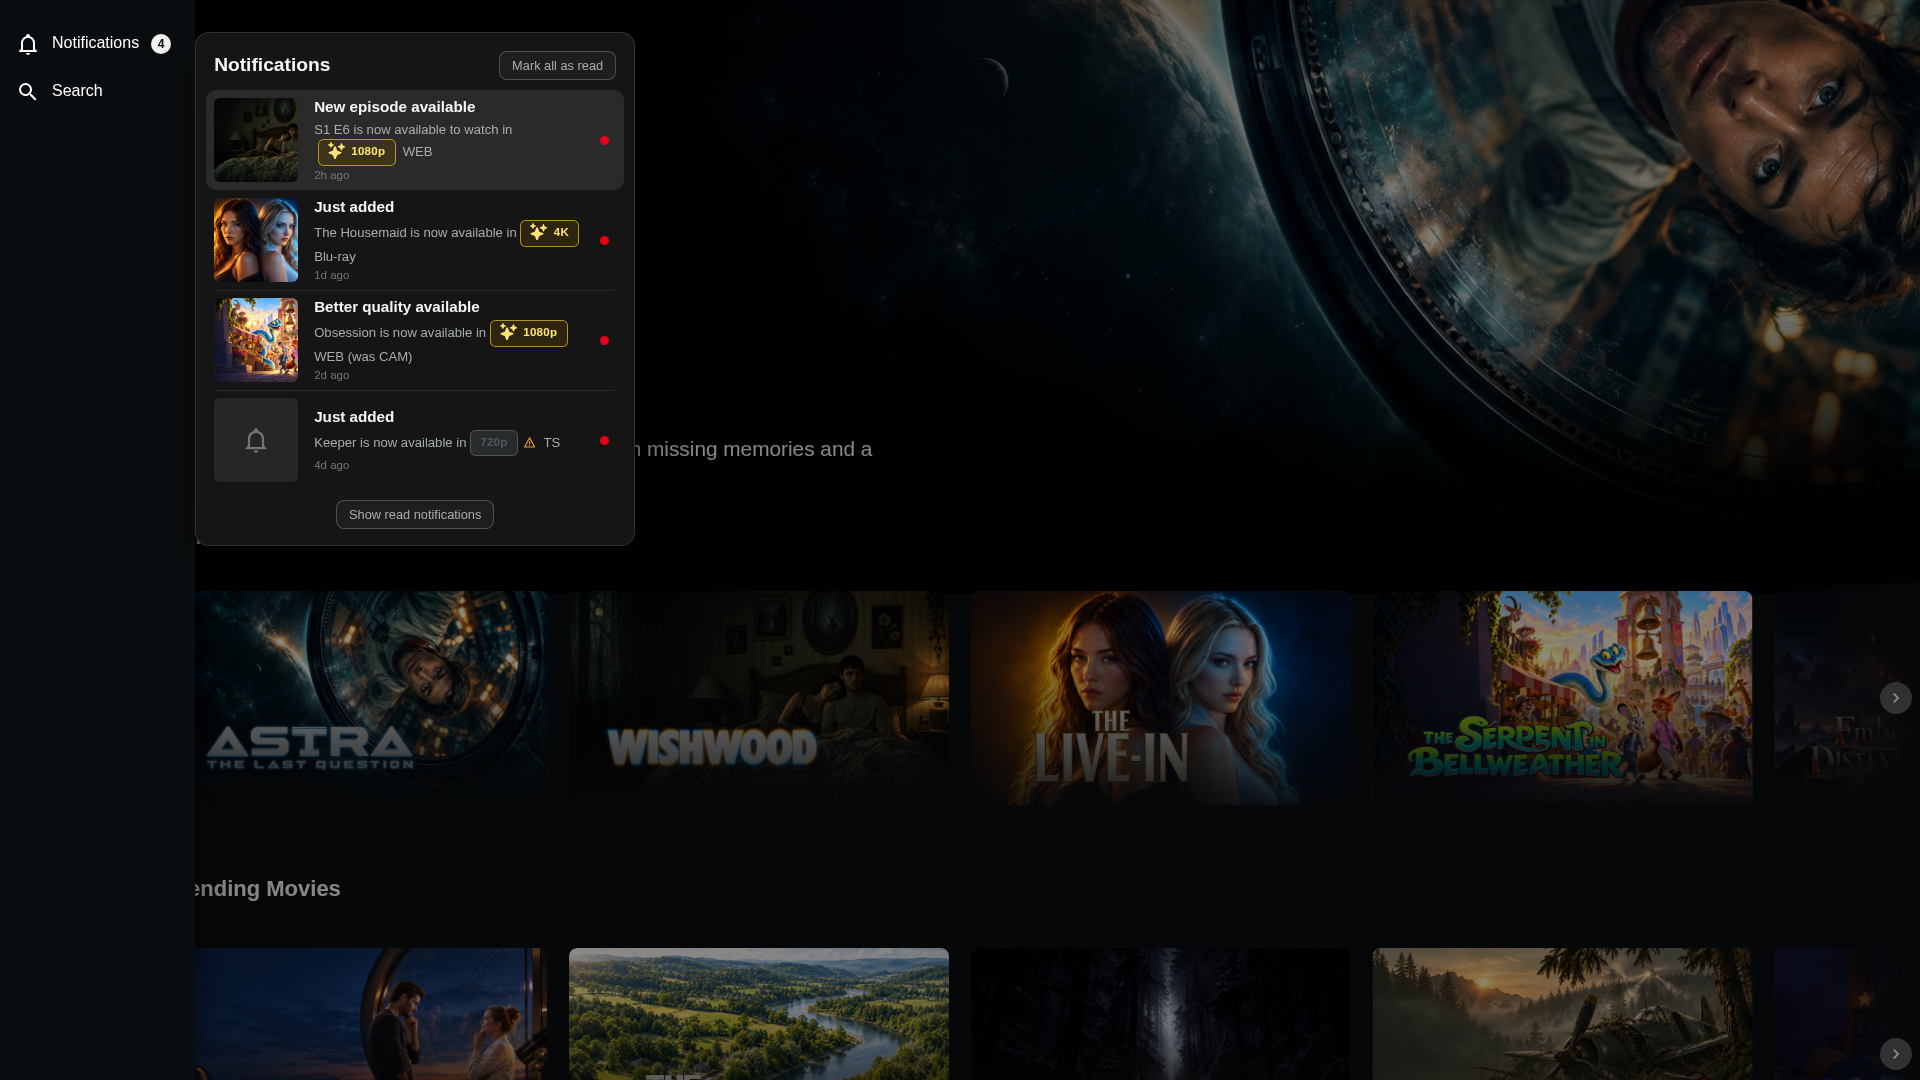 Notifications 4
Search
Notifications
Mark all as read
New episode available
S1 E6 is now available to watch in
1080p WEB
2h ago
Just added
The Housemaid is now available in 4K
Blu-ray
1d ago
Better quality available
Obsession is now available in 1080p
WEB (was CAM)
2d ago
Just added
Keeper is now available in 720p TS
4d ago
Show read notifications
missing memories and a
ASTRA
THE LAST QUESTION
WISHWOOD
THE
LIVE-IN
THE SERPENT IN
BELLWEATHER
ending Movies
THE